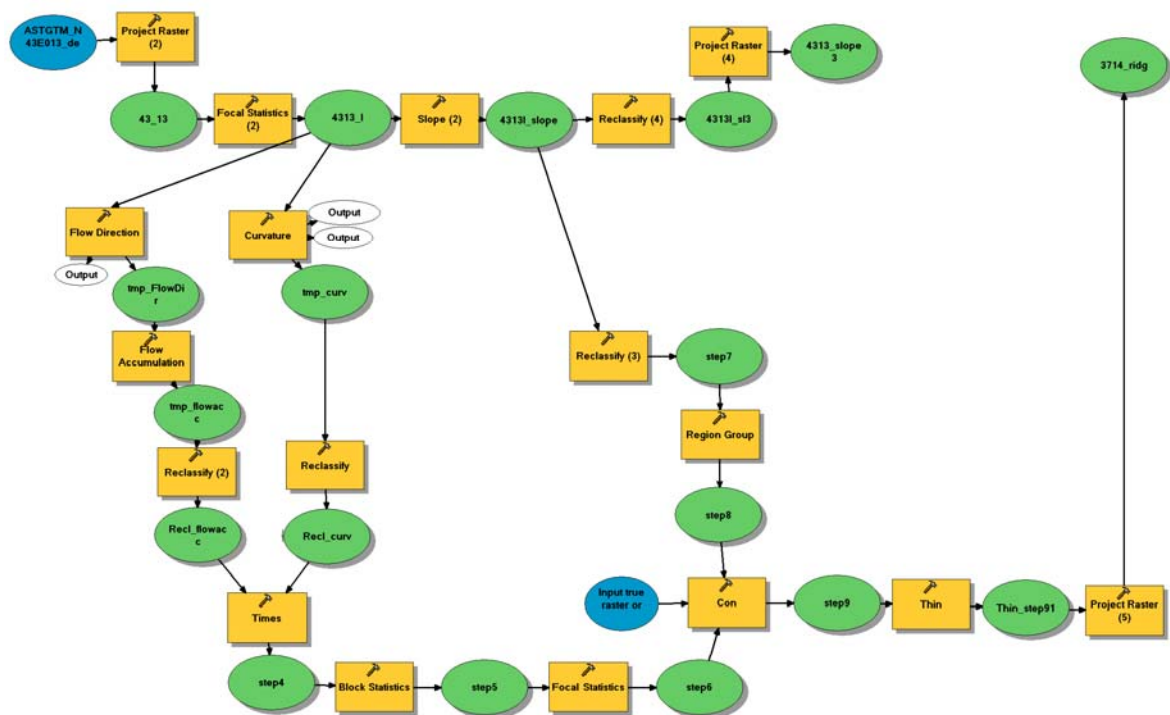 ASTGTM_N
43E013_de
Project Raster
(2)
Project Raster
(4)
4313_slope
3
3714_ridg
43_13
Focal Statistics
(2)
4313_l
Slope (2)
4313l_slope
Reclassify (4)
4313l_sl3
Flow Direction
Output
Curvature
Output
Output
tmp_FlowDi
r
tmp_curv
Flow
Accumulation
Reclassify (3)
step7
tmp_flowac
c
Region Group
Reclassify (2)
Reclassify
step8
Recl_flowac
c
Recl_curv
Input true
raster or
Con
step9
Thin
Thin_step91
Project Raster
(5)
Times
step4
Block Statistics
step5
Focal Statistics
step6